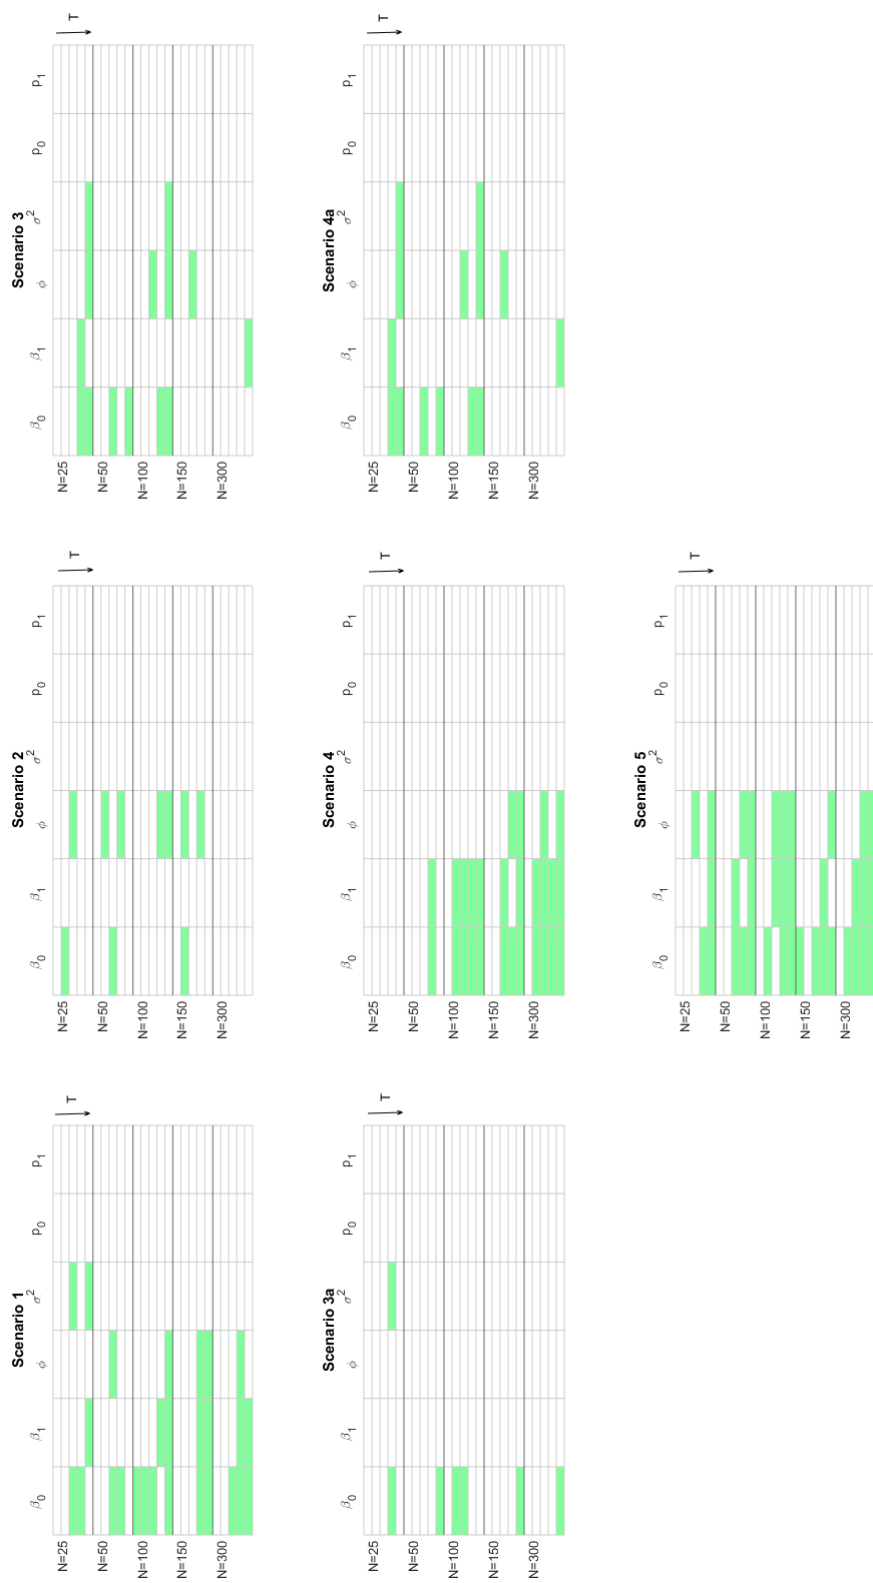 Scenario 1
β₀ β₁ ϕ σ² p₀ p₁
T
N=25
N=50
N=100
N=150
N=300
Scenario 2
β₀ β₁ ϕ σ² p₀ p₁
T
N=25
N=50
N=100
N=150
N=300
Scenario 3
β₀ β₁ ϕ σ² p₀ p₁
T
N=25
N=50
N=100
N=150
N=300
Scenario 3a
β₀ β₁ ϕ σ² p₀ p₁
T
N=25
N=50
N=100
N=150
N=300
Scenario 4
β₀ β₁ ϕ σ² p₀ p₁
T
N=25
N=50
N=100
N=150
N=300
Scenario 4a
β₀ β₁ ϕ σ² p₀ p₁
T
N=25
N=50
N=100
N=150
N=300
Scenario 5
β₀ β₁ ϕ σ² p₀ p₁
T
N=25
N=50
N=100
N=150
N=300